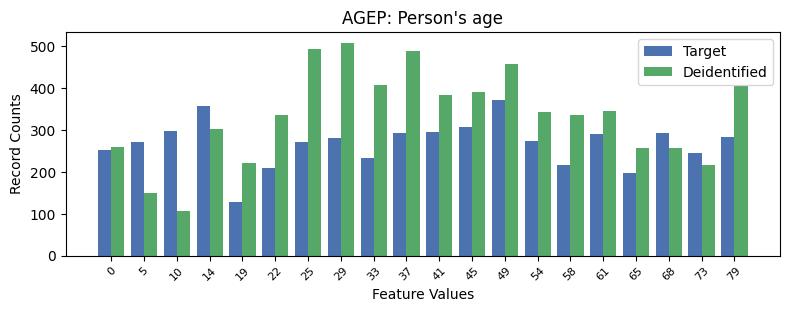 AGEP: Person's age
Record Counts
500
400
300
200
100
0
Target
Deidentified
0 5 10 14 19 22 25 29 33 37 41 45 49 54 58 61 65 68 73 79
Feature Values